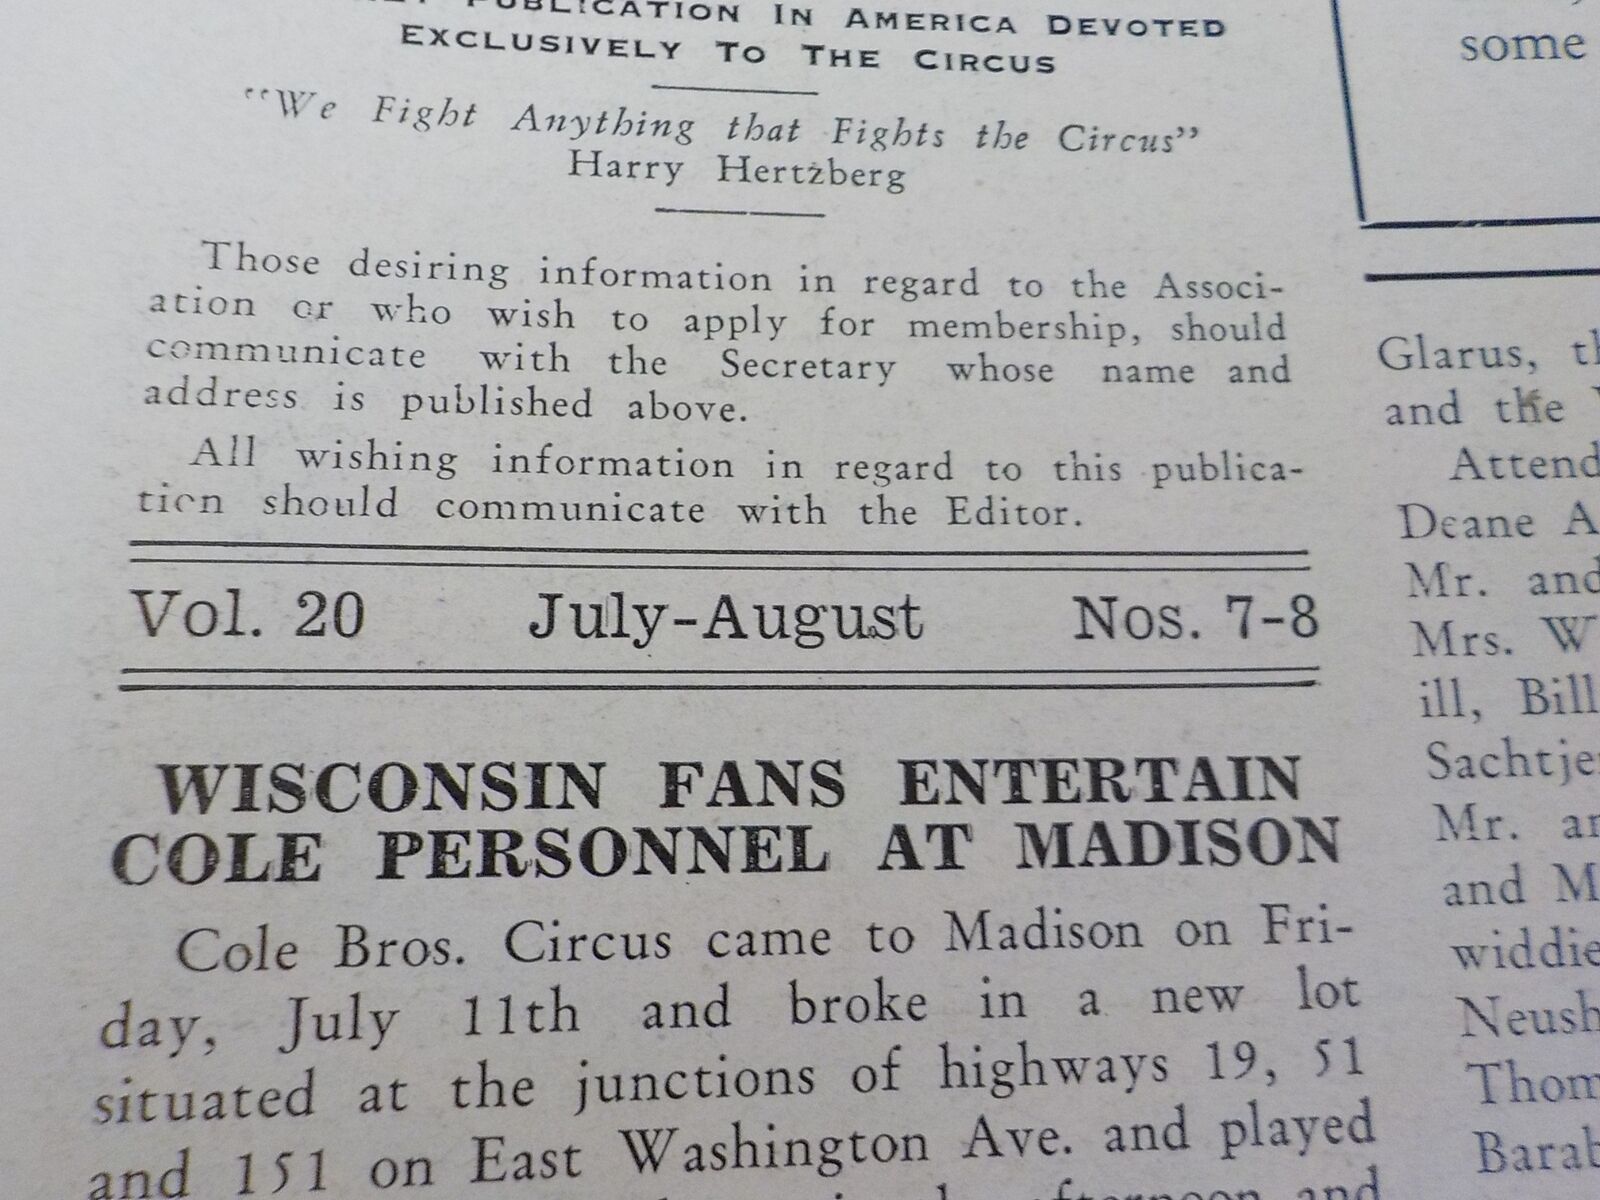 PUBLICATION IN AMERICA DEVOTED
EXCLUSIVELY TO THE CIRCUS
"We Fight Anything that Fights the Circus"
Harry Hertzberg
Those desiring information in regard to the Associ-
ation or who wish to apply for membership, should
communicate with the Secretary whose name and
address is published above.
All wishing information in regard to this publica-
tion should communicate with the Editor.
Vol. 20 July-August Nos. 7-8
WISCONSIN FANS ENTERTAIN
COLE PERSONNEL AT MADISON
Cole Bros. Circus came to Madison on Fri-
day, July 11th and broke in a new lot
situated at the junctions of highways 19, 51
and 151 on East Washington Ave. and played
afternoon and
some
Glarus,
and the
Attend
Deane A
Mr. and
Mrs. W
ill, Bill
Sachtje
Mr.
and M
widdie
Neush
Thom
Barab